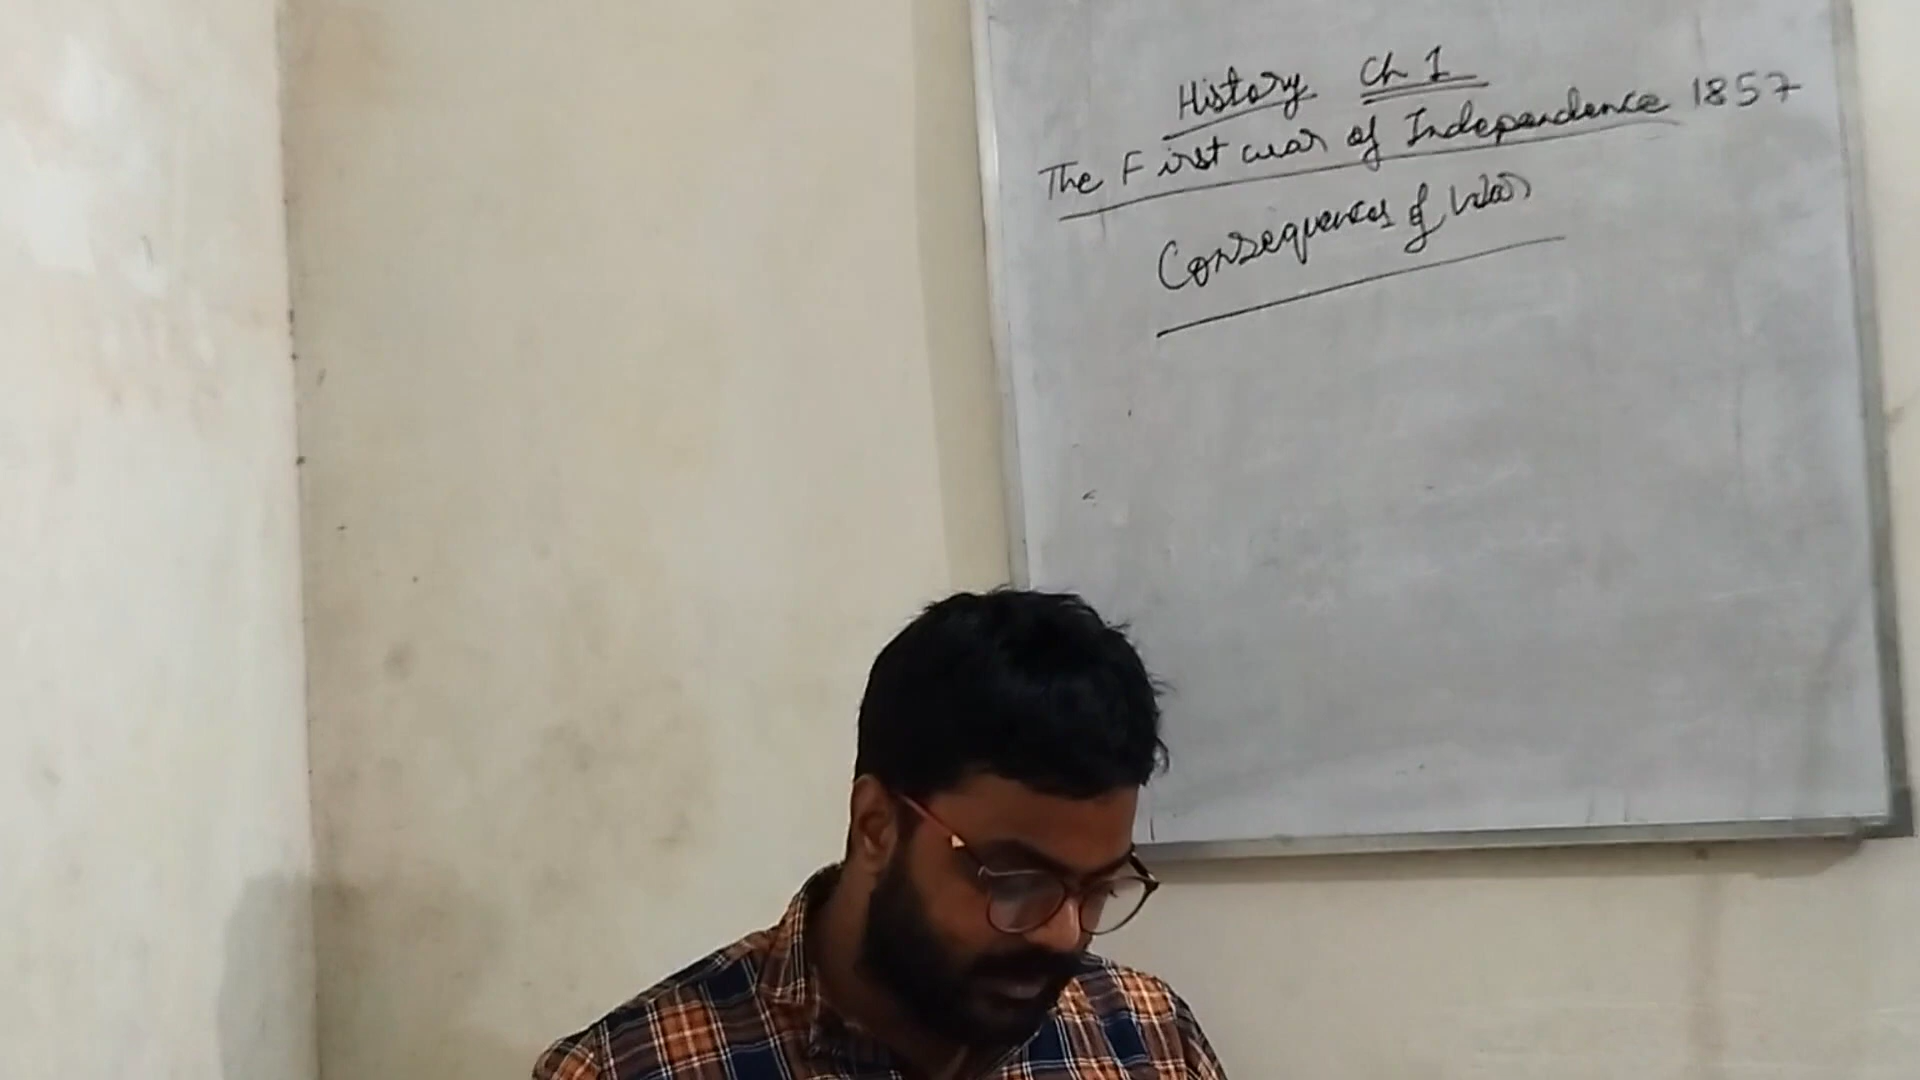 History Ch 1
The First war of Independence 1857
Consequences of War